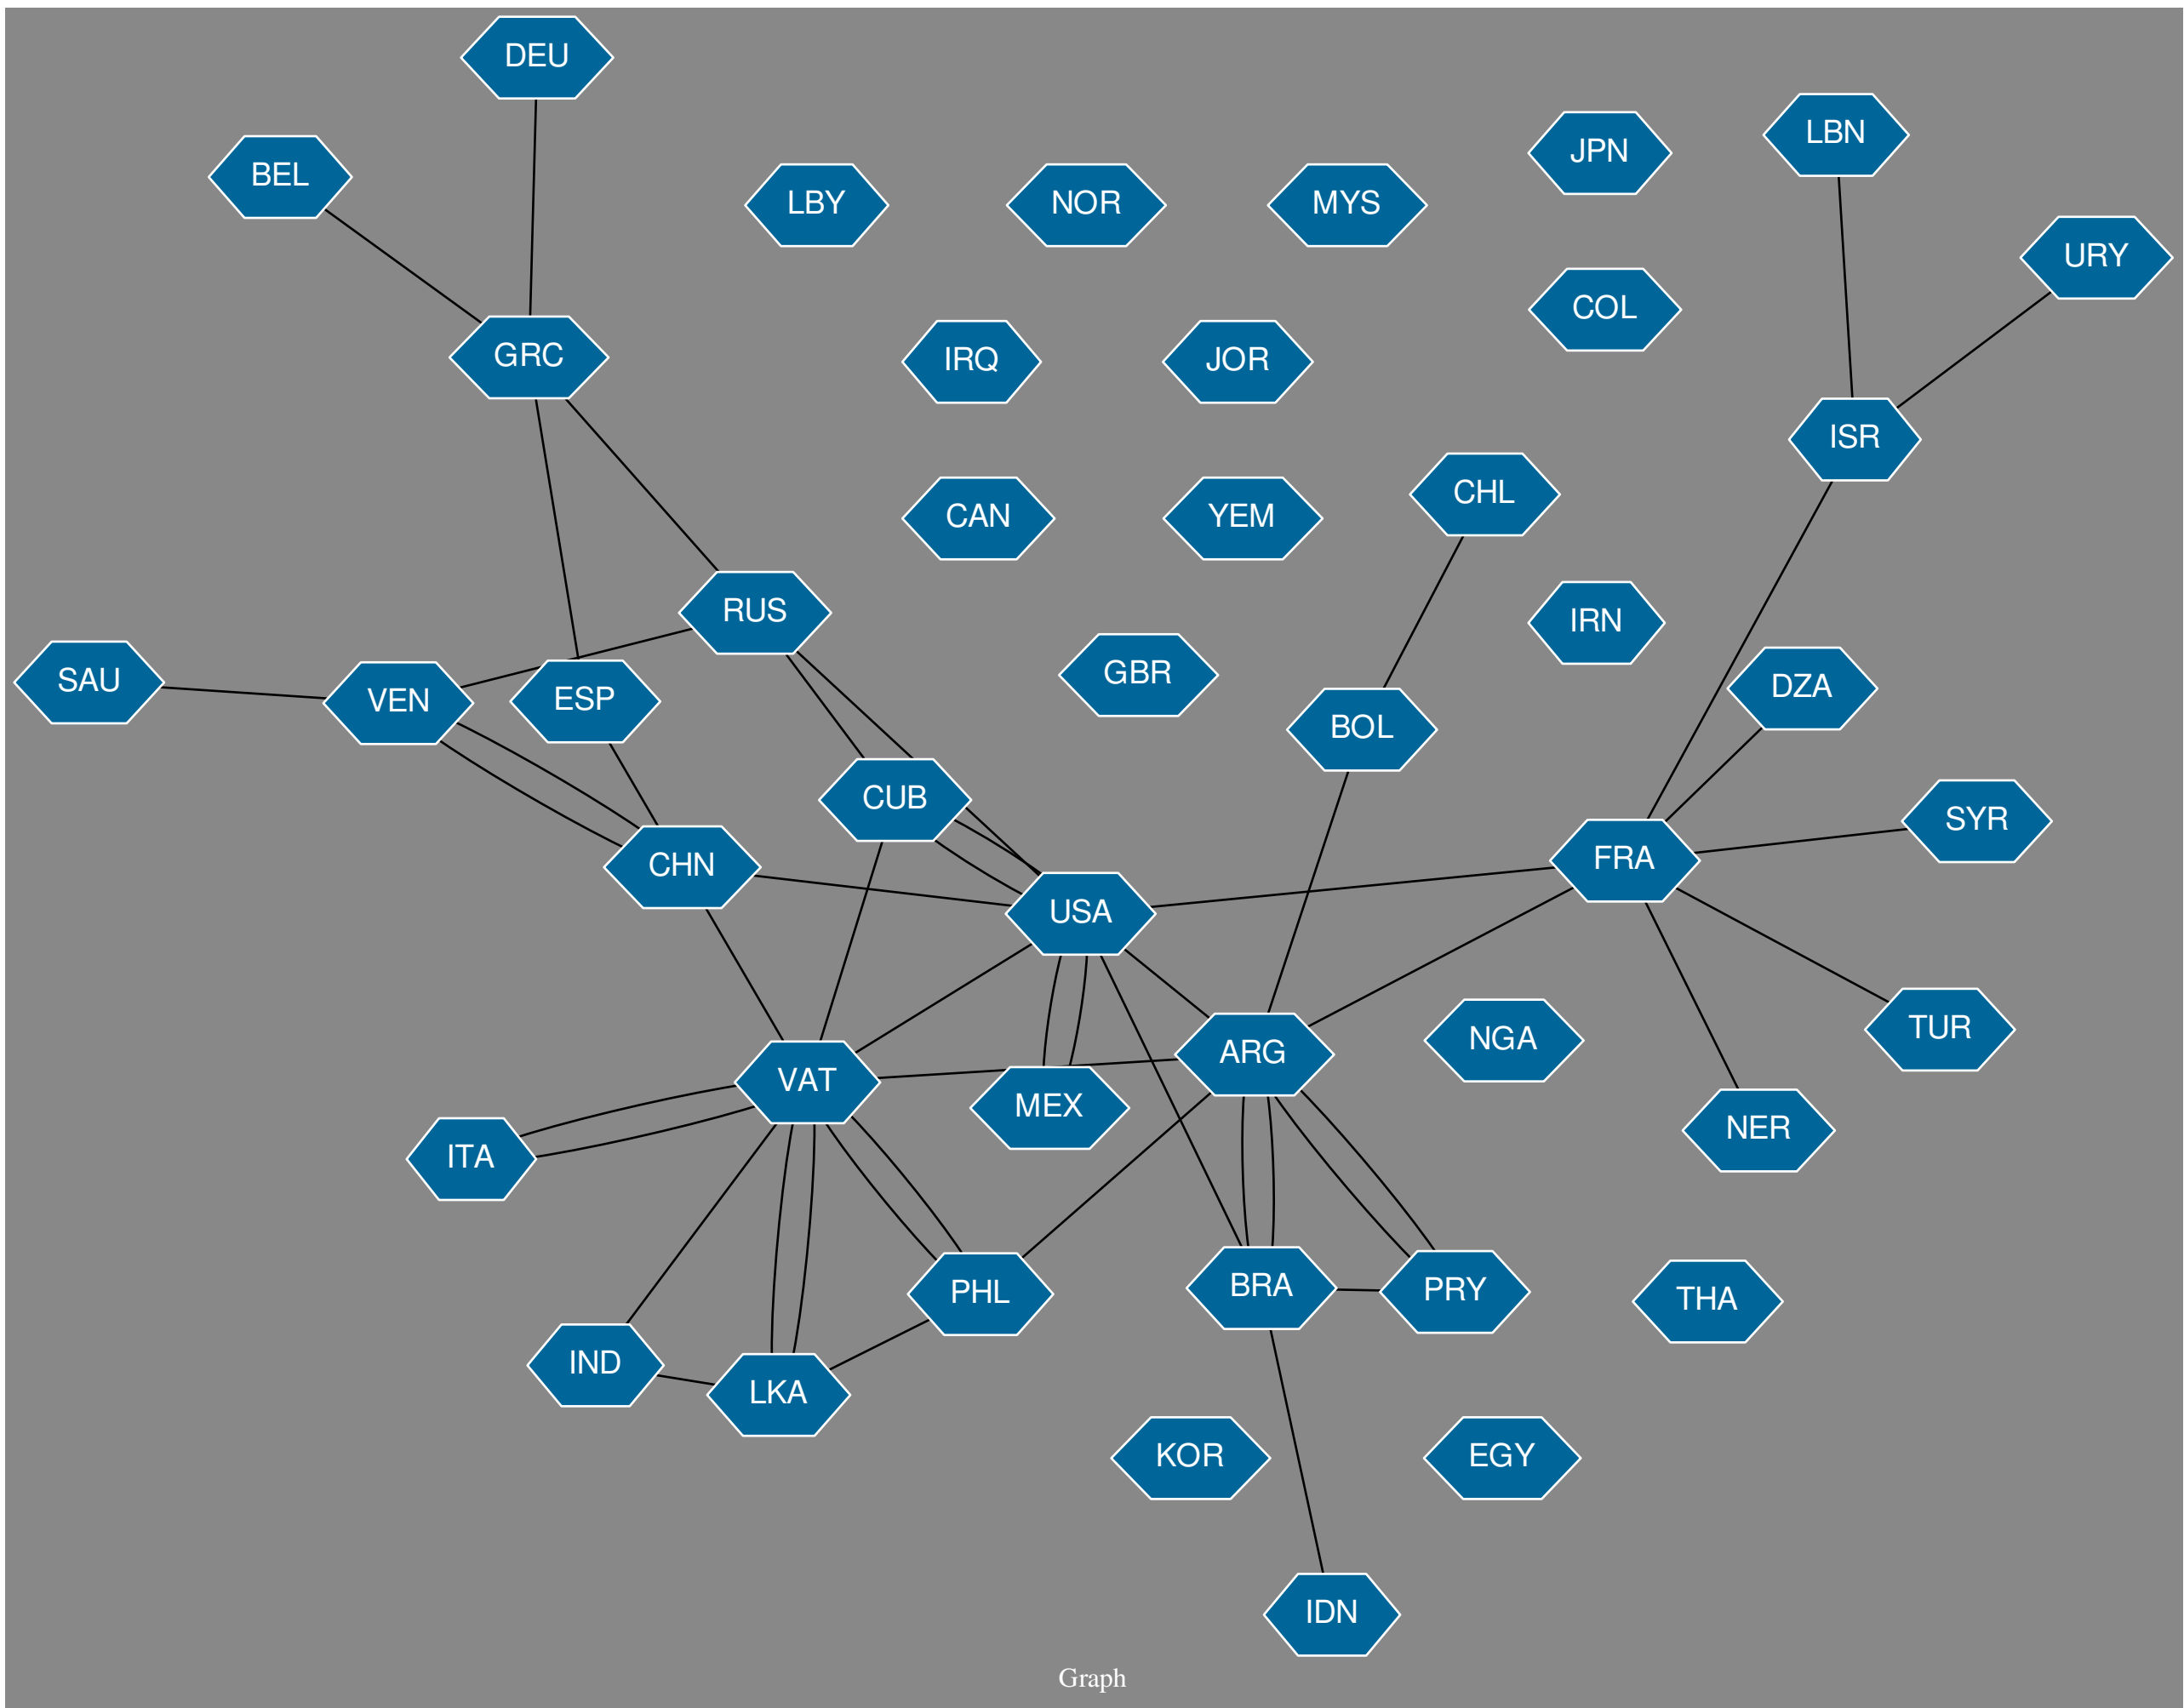 DEU
LBN
JPN
BEL
LBY
NOR
MYS
URY
COL
GRC
IRQ
JOR
ISR
CHL
CAN
YEM
RUS
IRN
GBR
SAU
VEN
ESP
DZA
BOL
CUB
SYR
CHN
FRA
USA
TUR
NGA
ARG
VAT
MEX
NER
ITA
PHL
BRA
PRY
THA
IND
LKA
KOR
EGY
IDN
Graph